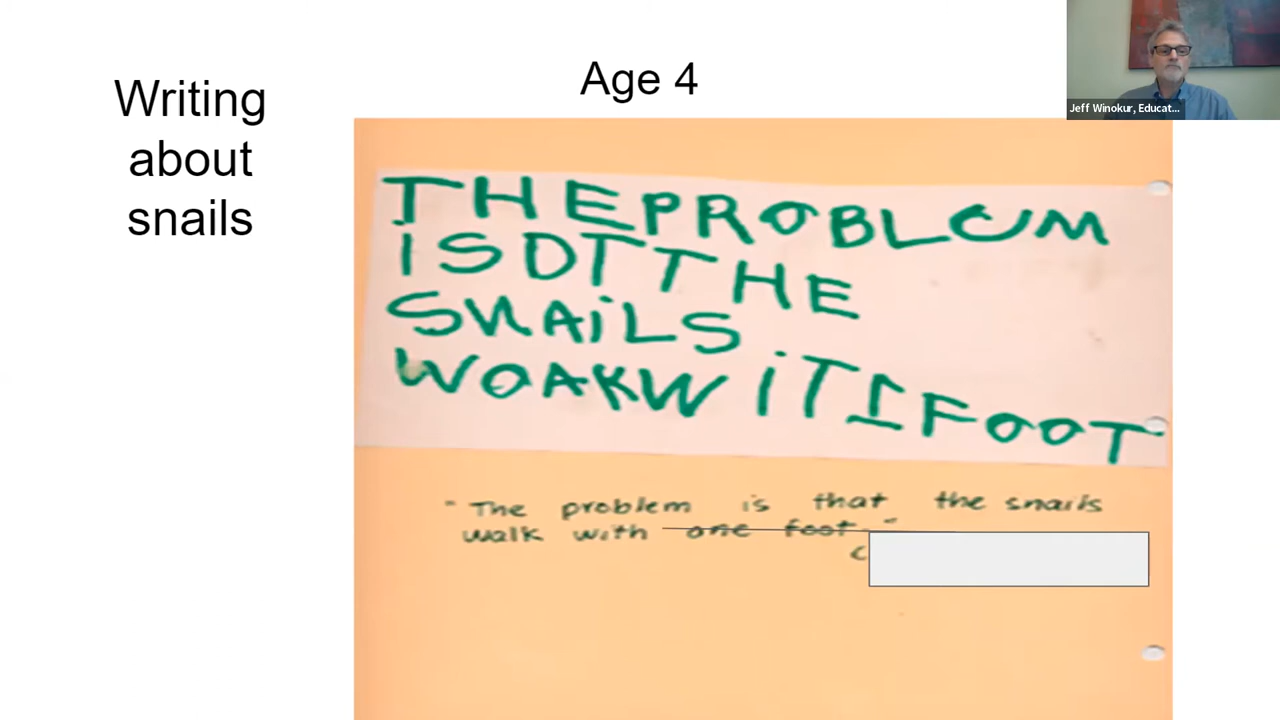 Writing
about
snails
Age 4
Jeff Winokur, Educat...
THEPROBLUM
ISDTTHE
SNAiLS
WOAKWiTIFOOT
"The problem is that the snails
walk with one foot."